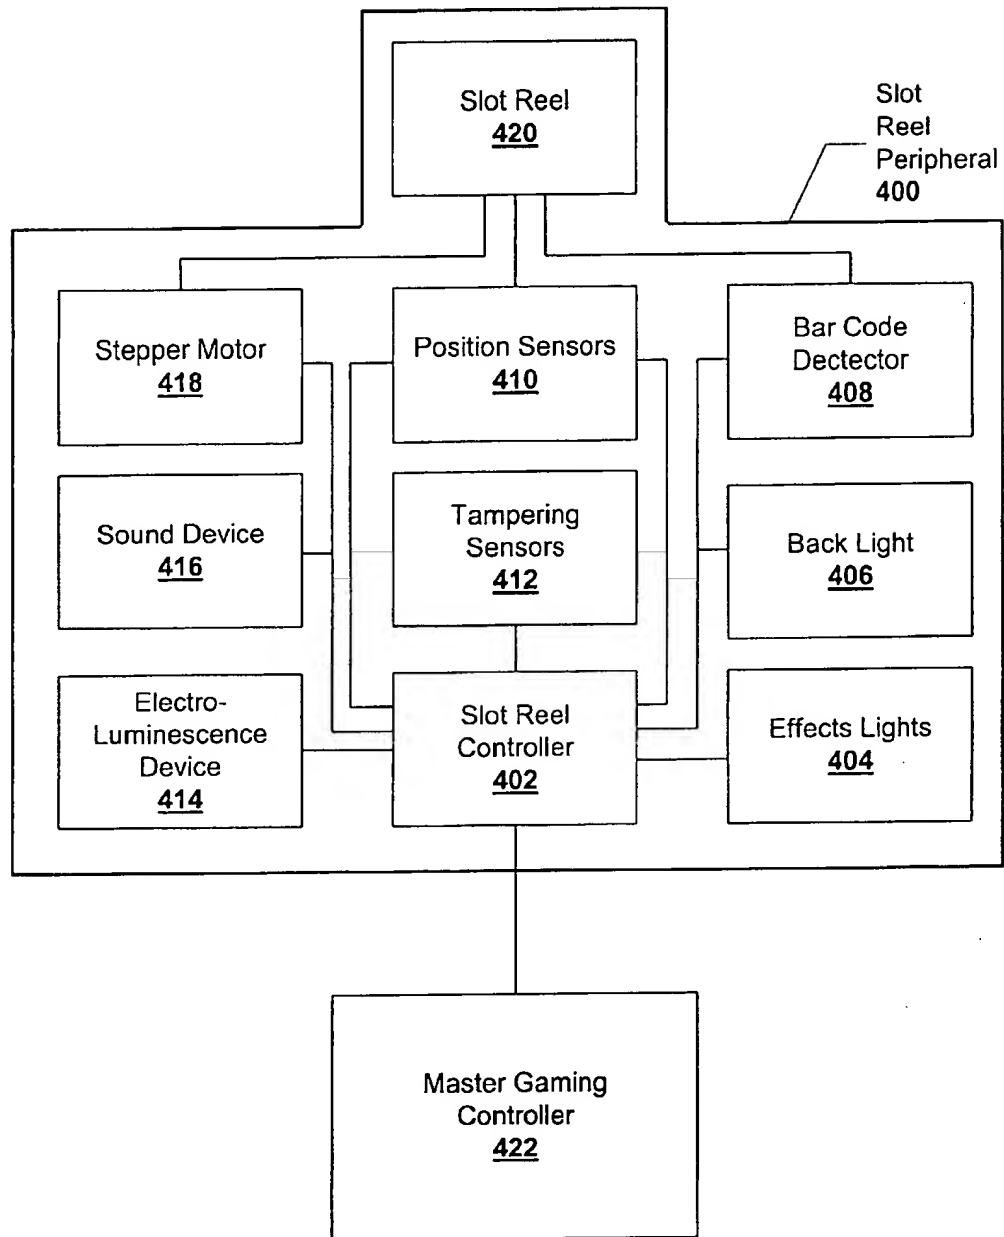 Slot Reel
420
Slot
Reel
Peripheral
400
Stepper Motor
418
Position Sensors
410
Bar Code
Dectector
408
Sound Device
416
Tampering
Sensors
412
Back Light
406
Electro-
Luminescence
Device
414
Slot Reel
Controller
402
Effects Lights
404
Master Gaming
Controller
422